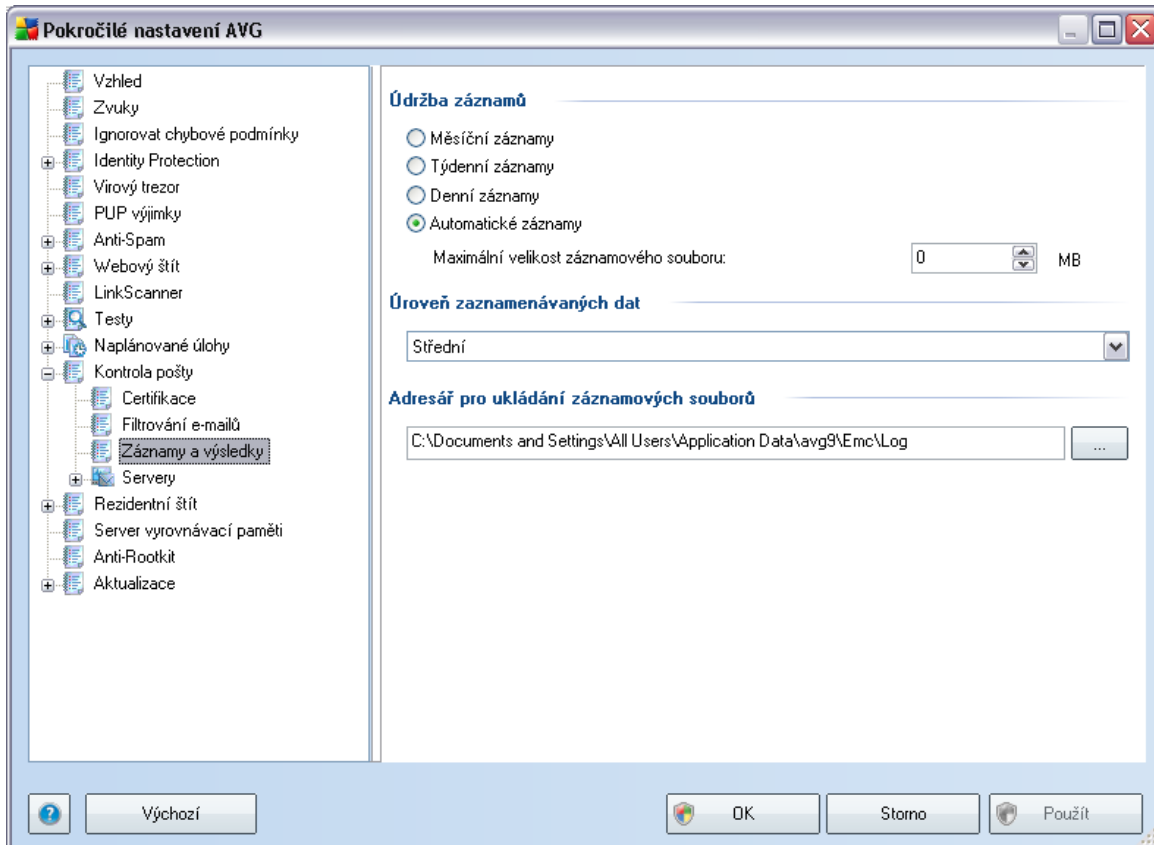 Pokročilé nastavení AVG
Vzhled
Zvuky
Ignorovat chybové podmínky
Identity Protection
Virový trezor
PUP výjimky
Anti-Spam
Webový štít
LinkScanner
Testy
Naplánované úlohy
Kontrola pošty
Certifikace
Filtrování e-mailů
Záznamy a výsledky
Servery
Rezidentní štít
Server vyrovnávací paměti
Anti-Rootkit
Aktualizace
Údržba záznamů
Měsíční záznamy
Týdenní záznamy
Denní záznamy
Automatické záznamy
Maximální velikost záznamového souboru: 0 MB
Úroveň zaznamenávaných dat
Střední
Adresář pro ukládání záznamových souborů
C:\Documents and Settings\All Users\Application Data\avg9\Emc\Log ...
? Výchozí OK Storno Použít